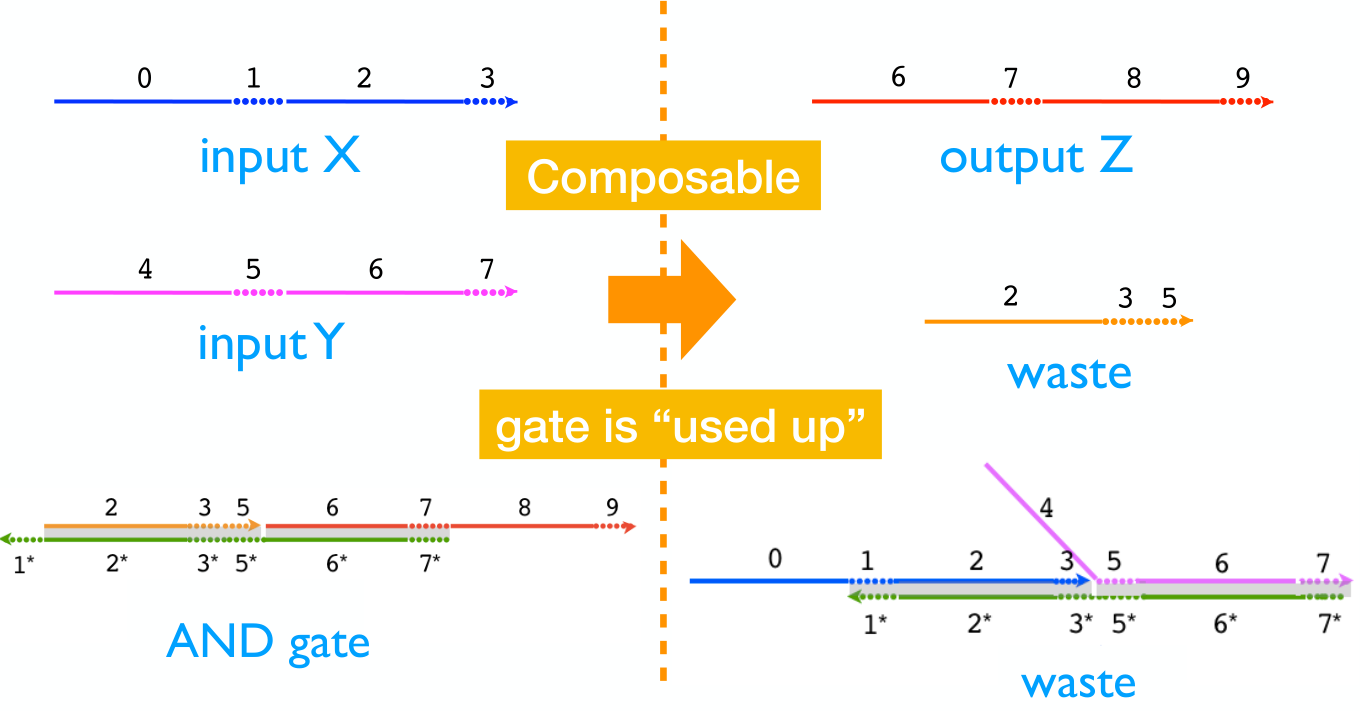 0 1 2 3
input X
4 5 6 7
input Y
2 3 5 6 7 8 9
1* 2* 3* 5* 6* 7*
AND gate
Composable
gate is “used up”
6 7 8 9
output Z
2 3 5
waste
4
0 1 2 3 5 6 7
1* 2* 3* 5* 6* 7*
waste